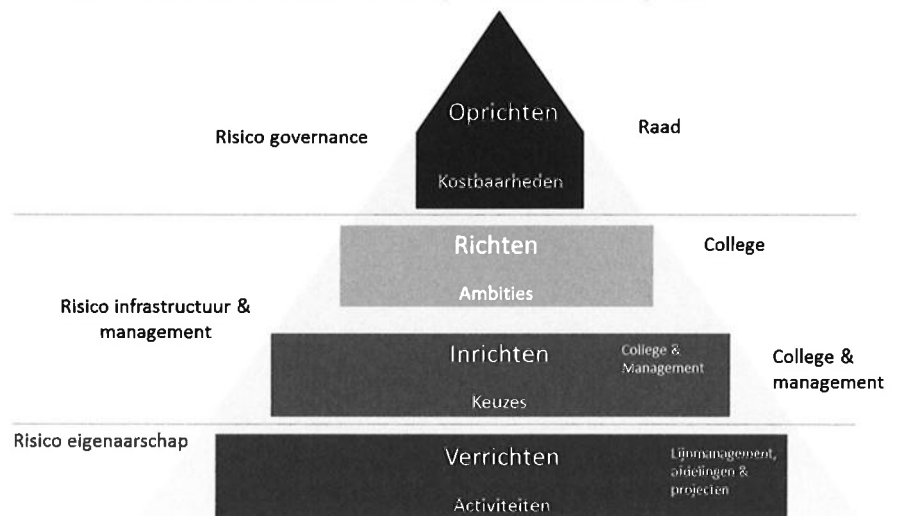 Oprichten
Risico governance
Raad
Kostbaarheden
Richten
College
Ambities
Risico infrastructuur &
management
Inrichten
College &
Management
College &
management
Keuzes
Risico eigenaarschap
Verrichten
Lijnmanagement,
afdelingen &
projecten
Activiteiten